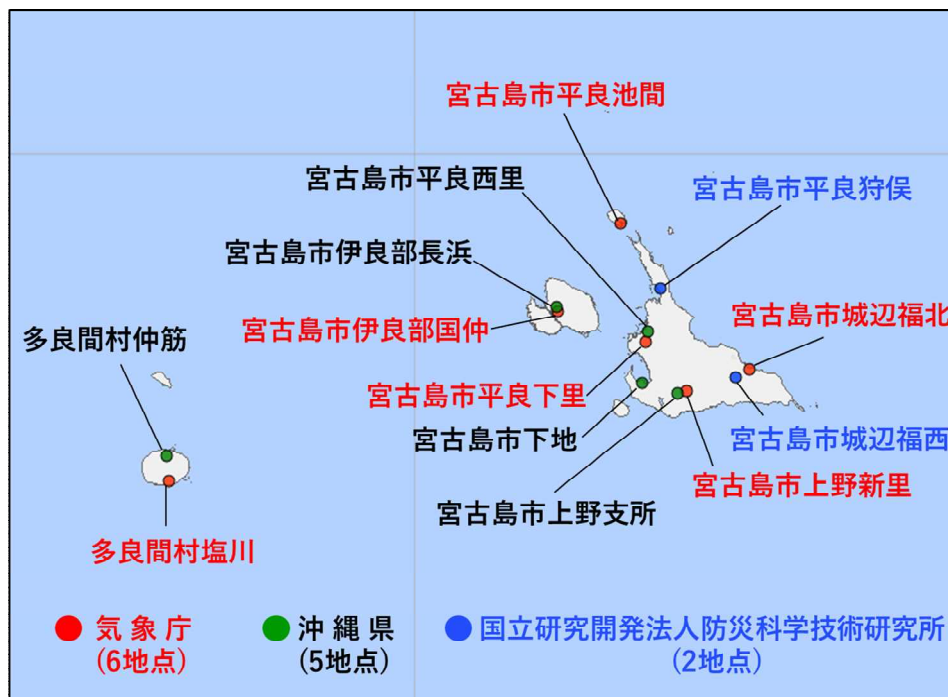 宮古島市平良池間
宮古島市平良西里
宮古島市平良狩俣
宮古島市伊良部長浜
宮古島市伊良部国仲
宮古島市城辺福北
多良間村仲筋
宮古島市平良下里
宮古島市下地
宮古島市城辺福西
宮古島市上野新里
宮古島市上野支所
多良間村塩川
気象庁
(6地点)
沖縄県
(5地点)
国立研究開発法人防災科学技術研究所
(2地点)